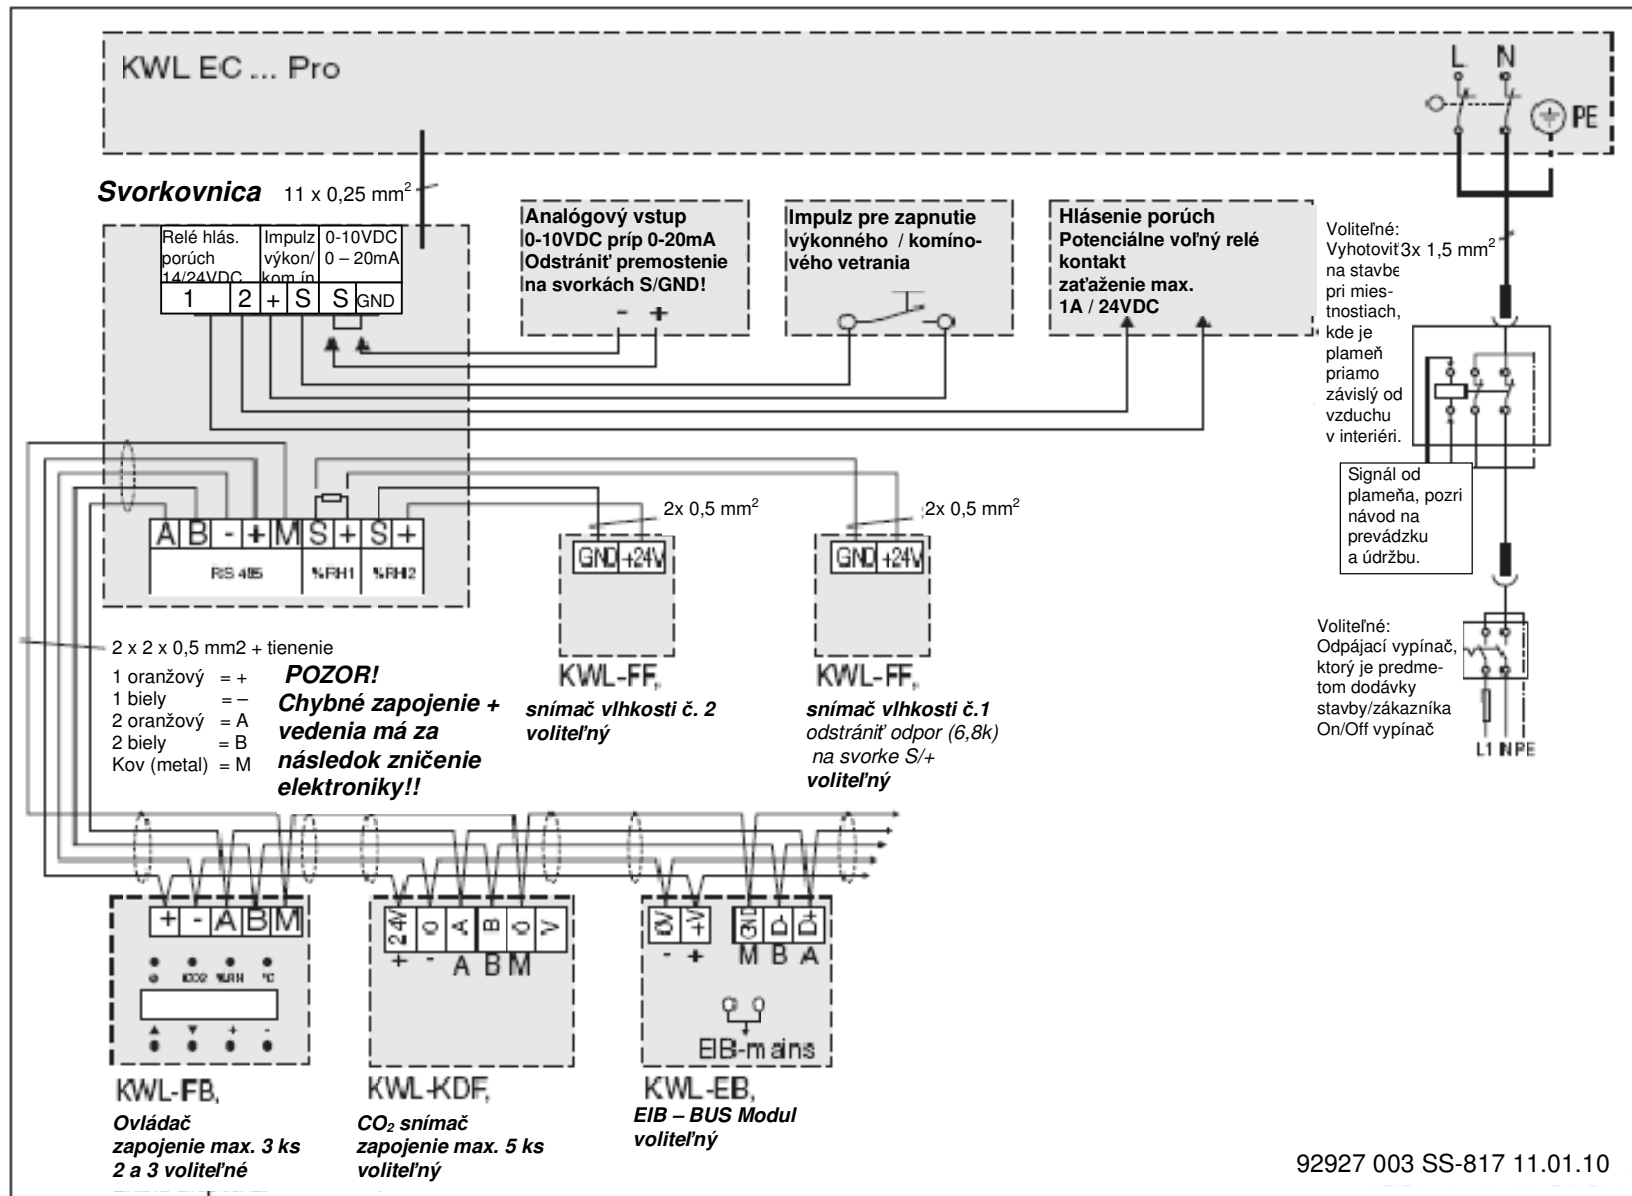 KWL EC ... Pro
L N
PE
Svorkovnica 11 x 0,25 mm²
Relé hlás.
porúch
14/24VDC
Impulz
výkon/
kom.ín
0-10VDC
0 – 20mA
1 2 + S S GND
Analógový vstup
0-10VDC príp 0-20mA
Odstrániť premostenie
na svorkách S/GND!
- +
Impulz pre zapnutie
výkonného / komíno-
vého vetrania
Hlásenie porúch
Potenciálne voľný relé
kontakt
zaťaženie max.
1A / 24VDC
Voliteľné:
Vyhotoviť 3x 1,5 mm²
na stavbe
pri mies-
tnostiach,
kde je
plameň
priamo
závislý od
vzduchu
v interiéri.
Signál od
plameňa, pozri
návod na
prevádzku
a údržbu.
A B - + M S + S +
RS 485 %RH1 %RH2
2x 0,5 mm²
GND +24V
KWL-FF,
snímač vlhkosti č. 2
voliteľný
2x 0,5 mm²
GND +24V
KWL-FF,
snímač vlhkosti č.1
odstrániť odpor (6,8k)
na svorke S/+
voliteľný
Voliteľné:
Odpájací vypínač,
ktorý je predme-
tom dodávky
stavby/zákazníka
On/Off vypínač
L1 N PE
2 x 2 x 0,5 mm2 + tienenie
1 oranžový = +
1 biely = –
2 oranžový = A
2 biely = B
Kov (metal) = M
POZOR!
Chybné zapojenie +
vedenia má za
následok zničenie
elektroniky!!
+ - A B M
CO2 %RH °C
+ -
KWL-FB,
Ovládač
zapojenie max. 3 ks
2 a 3 voliteľné
24V 0 A B 0 V
+ - A B M
KWL-KDF,
CO₂ snímač
zapojenie max. 5 ks
voliteľný
0V +V GND D- D+
- + M B A
EIB-mains
KWL-EB,
EIB – BUS Modul
voliteľný
92927 003 SS-817 11.01.10